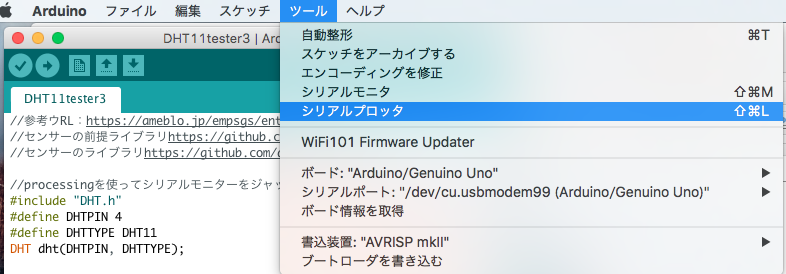 Arduino ファイル 編集 スケッチ ツール ヘルプ
DHT11tester3 | Ar
DHT11tester3
//参考ウRL：https://ameblo.jp/empsgs/ent
//センサーの前提ライブラリhttps://github.c
//センサーのライブラリhttps://github.com/
//processingを使ってシリアルモニターをジャッ
#include "DHT.h"
#define DHTPIN 4
#define DHTTYPE DHT11
DHT dht(DHTPIN, DHTTYPE);
自動整形 ⌘T
スケッチをアーカイブする
エンコーディングを修正
シリアルモニタ ⇧⌘M
シリアルプロッタ ⇧⌘L
WiFi101 Firmware Updater
ボード: "Arduino/Genuino Uno"
シリアルポート: "/dev/cu.usbmodem99 (Arduino/Genuino Uno)"
ボード情報を取得
書込装置: "AVRISP mkII"
ブートローダを書き込む